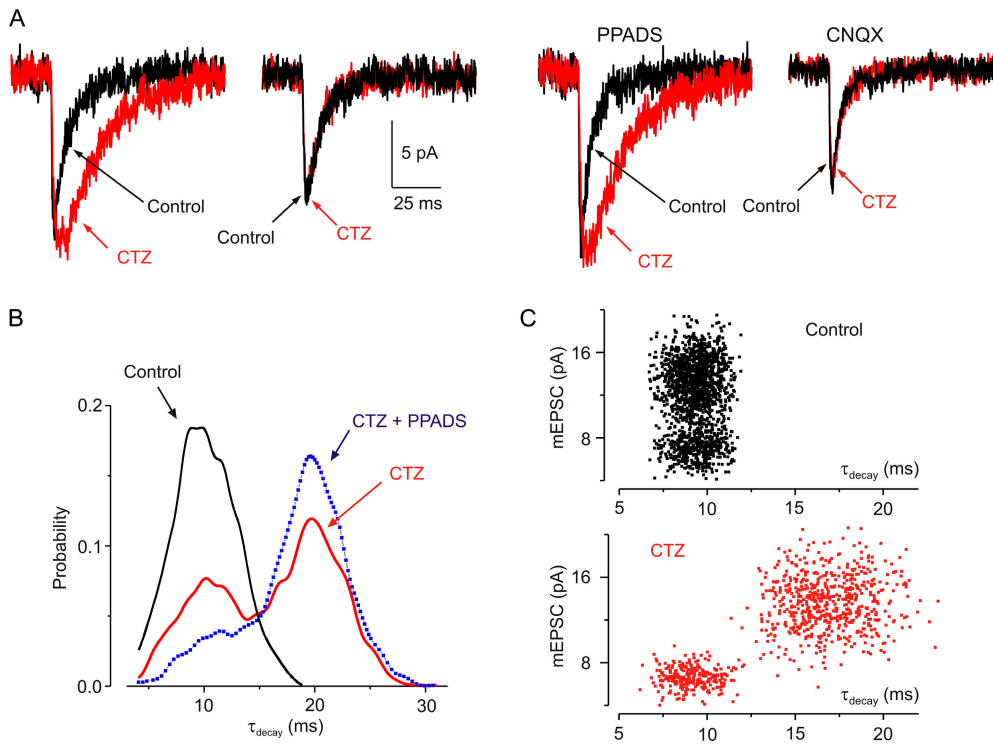 A
PPADS
CNQX
Control
CTZ
5 pA
25 ms
Control
CTZ
Control
CTZ
Control
CTZ
B
Control
0.2
CTZ + PPADS
CTZ
Probability
0.1
0.0
10
20
30
τdecay (ms)
C
Control
mEPSC (pA)
16
8
τdecay (ms)
5
10
15
20
CTZ
mEPSC (pA)
16
8
τdecay (ms)
5
10
15
20